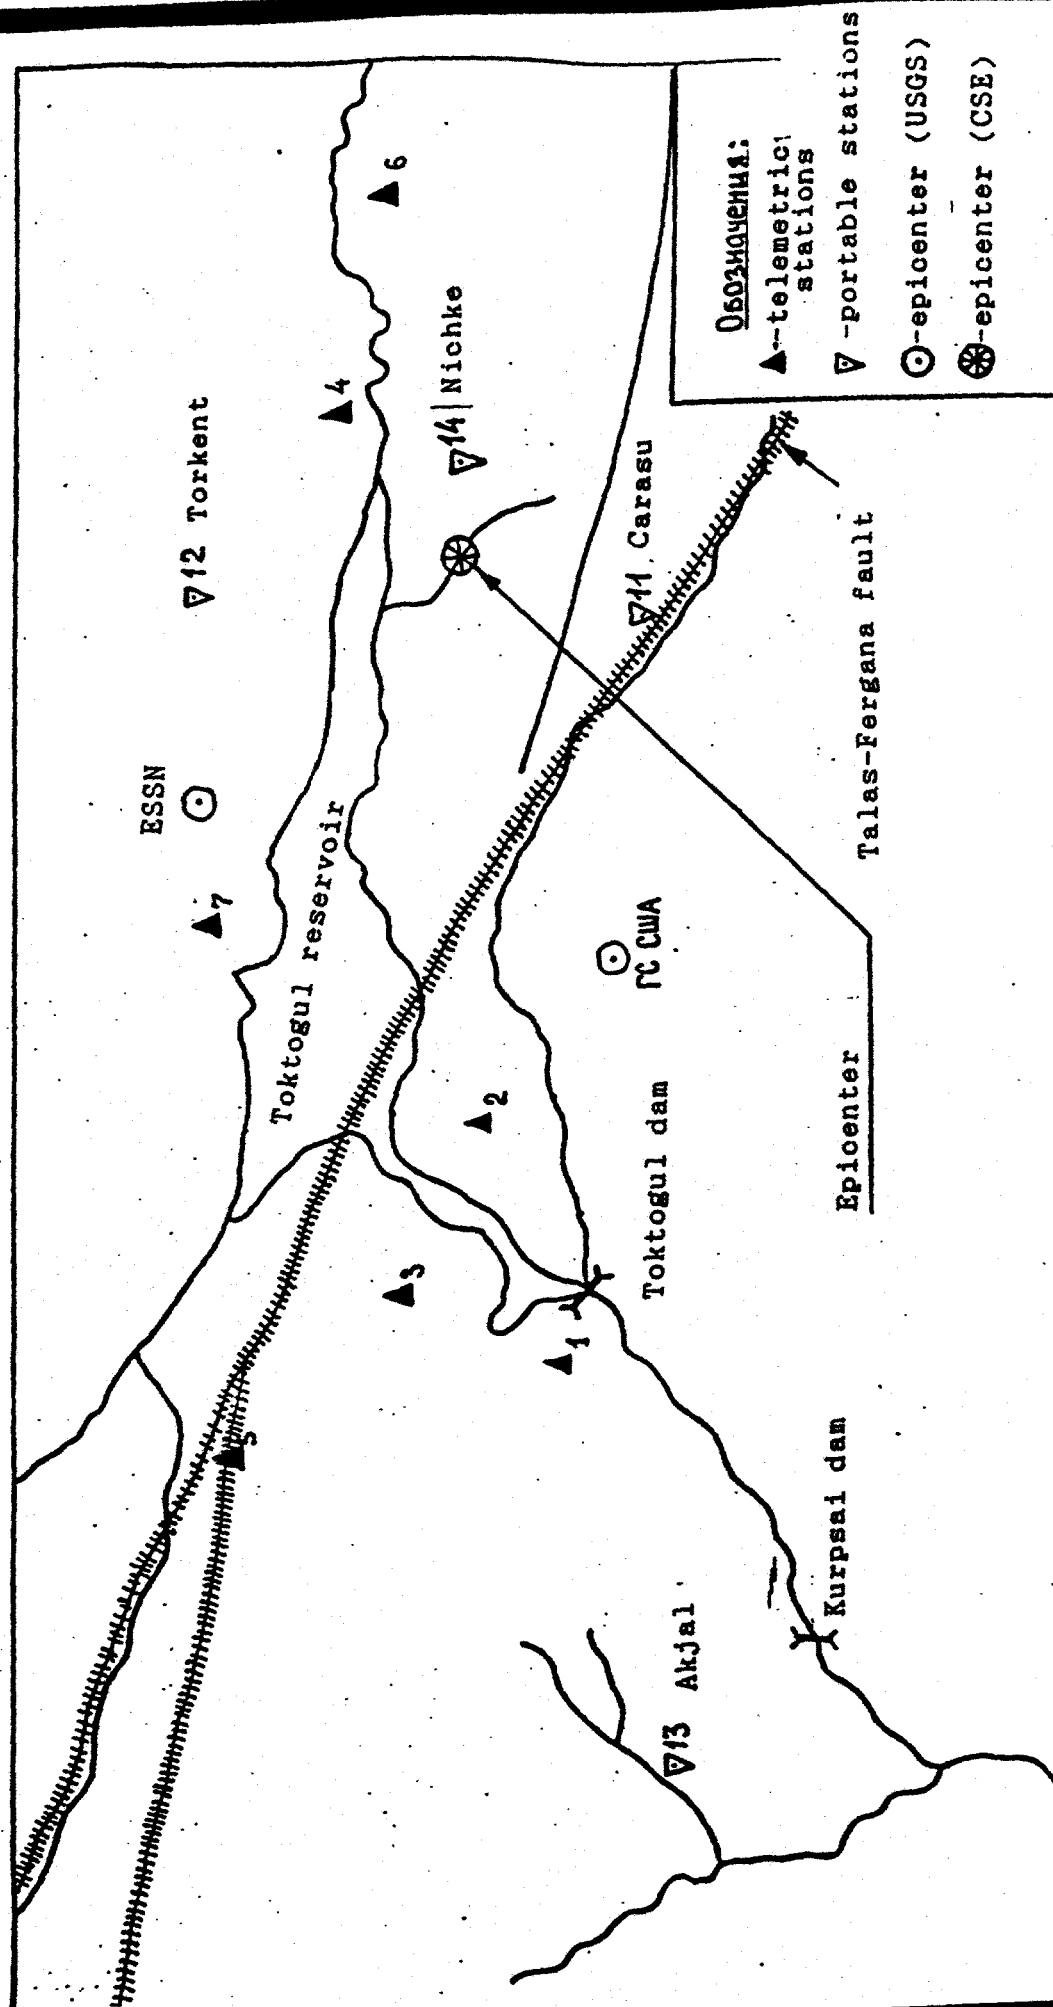 12 Torkent
ESSN
7
4
6
14 Nichke
Toktogul reservoir
11 Carasu
5
3
2
1
ГС США
Toktogul dam
Talas-Fergana fault
Epicenter
13 Akjal
Kurpsai dam
Обозначения:
-telemetric
stations
-portable stations
-epicenter (USGS)
-epicenter (CSE)